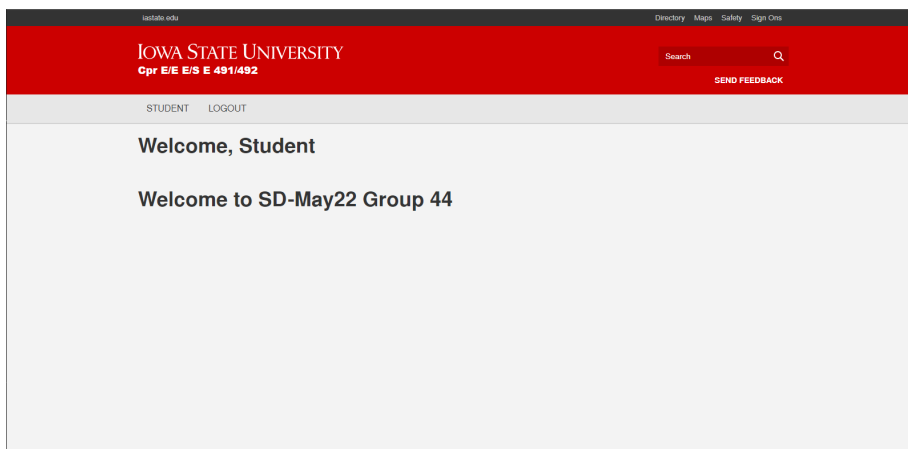 iastate.edu Directory Maps Safety Sign Ons
IOWA STATE UNIVERSITY
Cpr E/E E/S E 491/492
Search
SEND FEEDBACK
STUDENT LOGOUT
Welcome, Student
Welcome to SD-May22 Group 44